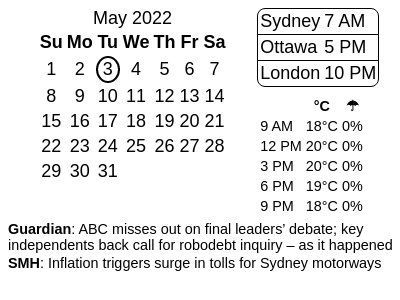 May 2022
Su Mo Tu We Th Fr Sa
1 2 3 4 5 6 7
8 9 10 11 12 13 14
15 16 17 18 19 20 21
22 23 24 25 26 27 28
29 30 31
Sydney 7 AM
Ottawa 5 PM
London 10 PM
°C ☂
9 AM 18°C 0%
12 PM 20°C 0%
3 PM 20°C 0%
6 PM 19°C 0%
9 PM 18°C 0%
Guardian: ABC misses out on final leaders’ debate; key
independents back call for robodebt inquiry – as it happened
SMH: Inflation triggers surge in tolls for Sydney motorways